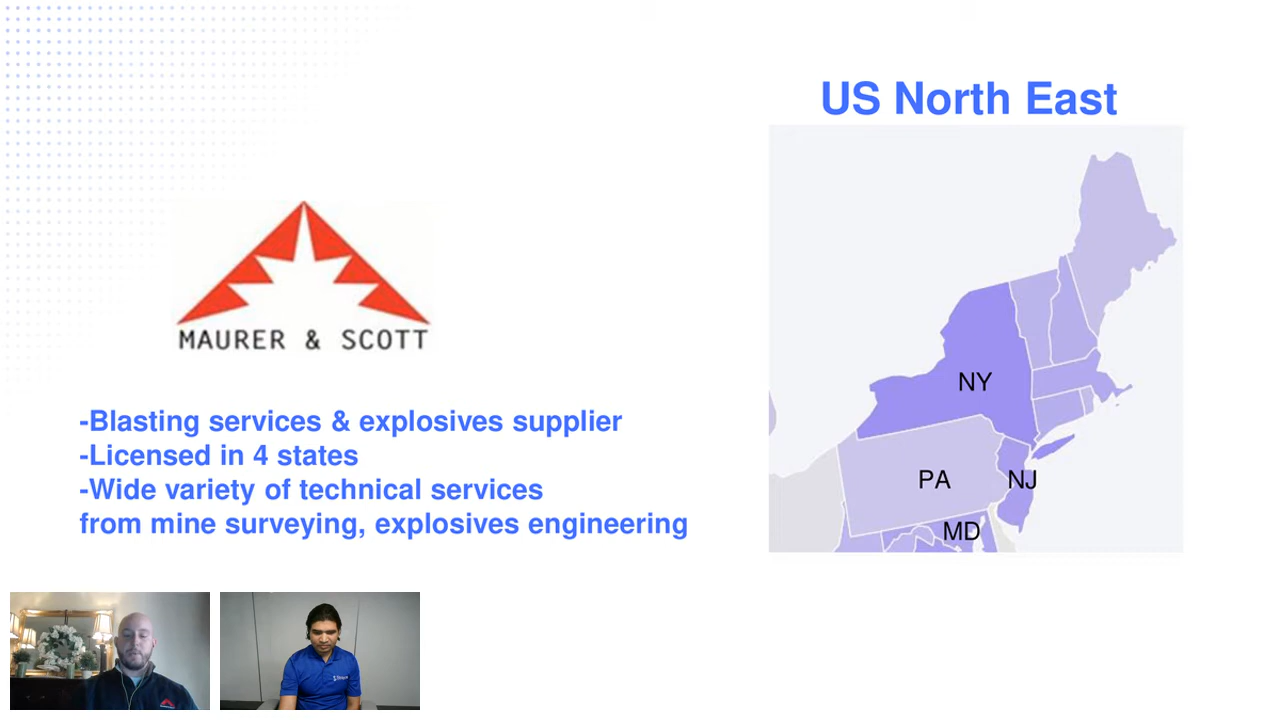 US North East
MAURER & SCOTT
NY
PA
NJ
MD
-Blasting services & explosives supplier
-Licensed in 4 states
-Wide variety of technical services
from mine surveying, explosives engineering